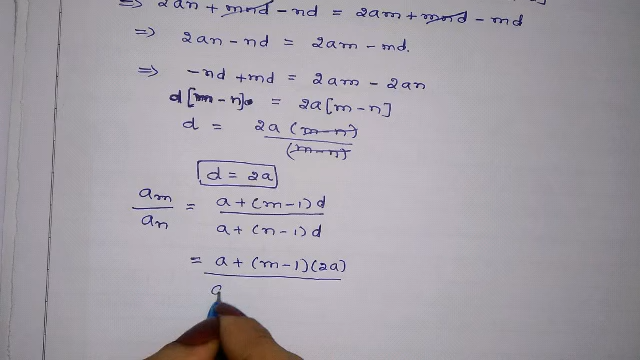 ⇒ 2an + mnd - nd = 2am + mnd - md
⇒ 2an - nd = 2am - md.
⇒ -nd + md = 2am - 2an
d[m-n] = 2a[m-n]
d = 2a(m-n) / (m-n)
d = 2a
am / an = a + (m-1)d / a + (n-1)d
= a + (m-1)(2a) / a